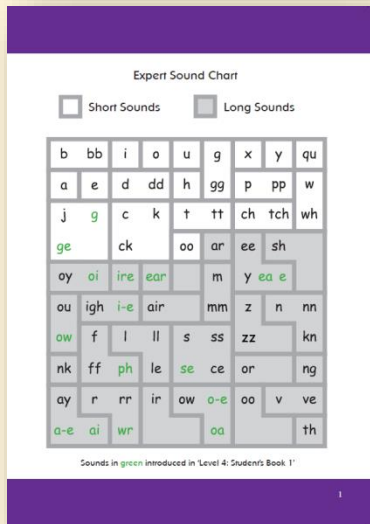 Expert Sound Chart
Short Sounds Long Sounds
b bb i o u g x y qu
a e d dd h gg p pp w
j g c k t tt ch tch wh
ge ck oo ar ee sh
oy oi ire ear m y ea e
ou igh i-e air mm z n nn
ow f l ll s ss zz kn
nk ff ph le se ce or ng
ay r rr ir ow o-e oo v ve
a-e ai wr oa th
Sounds in green introduced in 'Level 4: Student's Book 1'
1